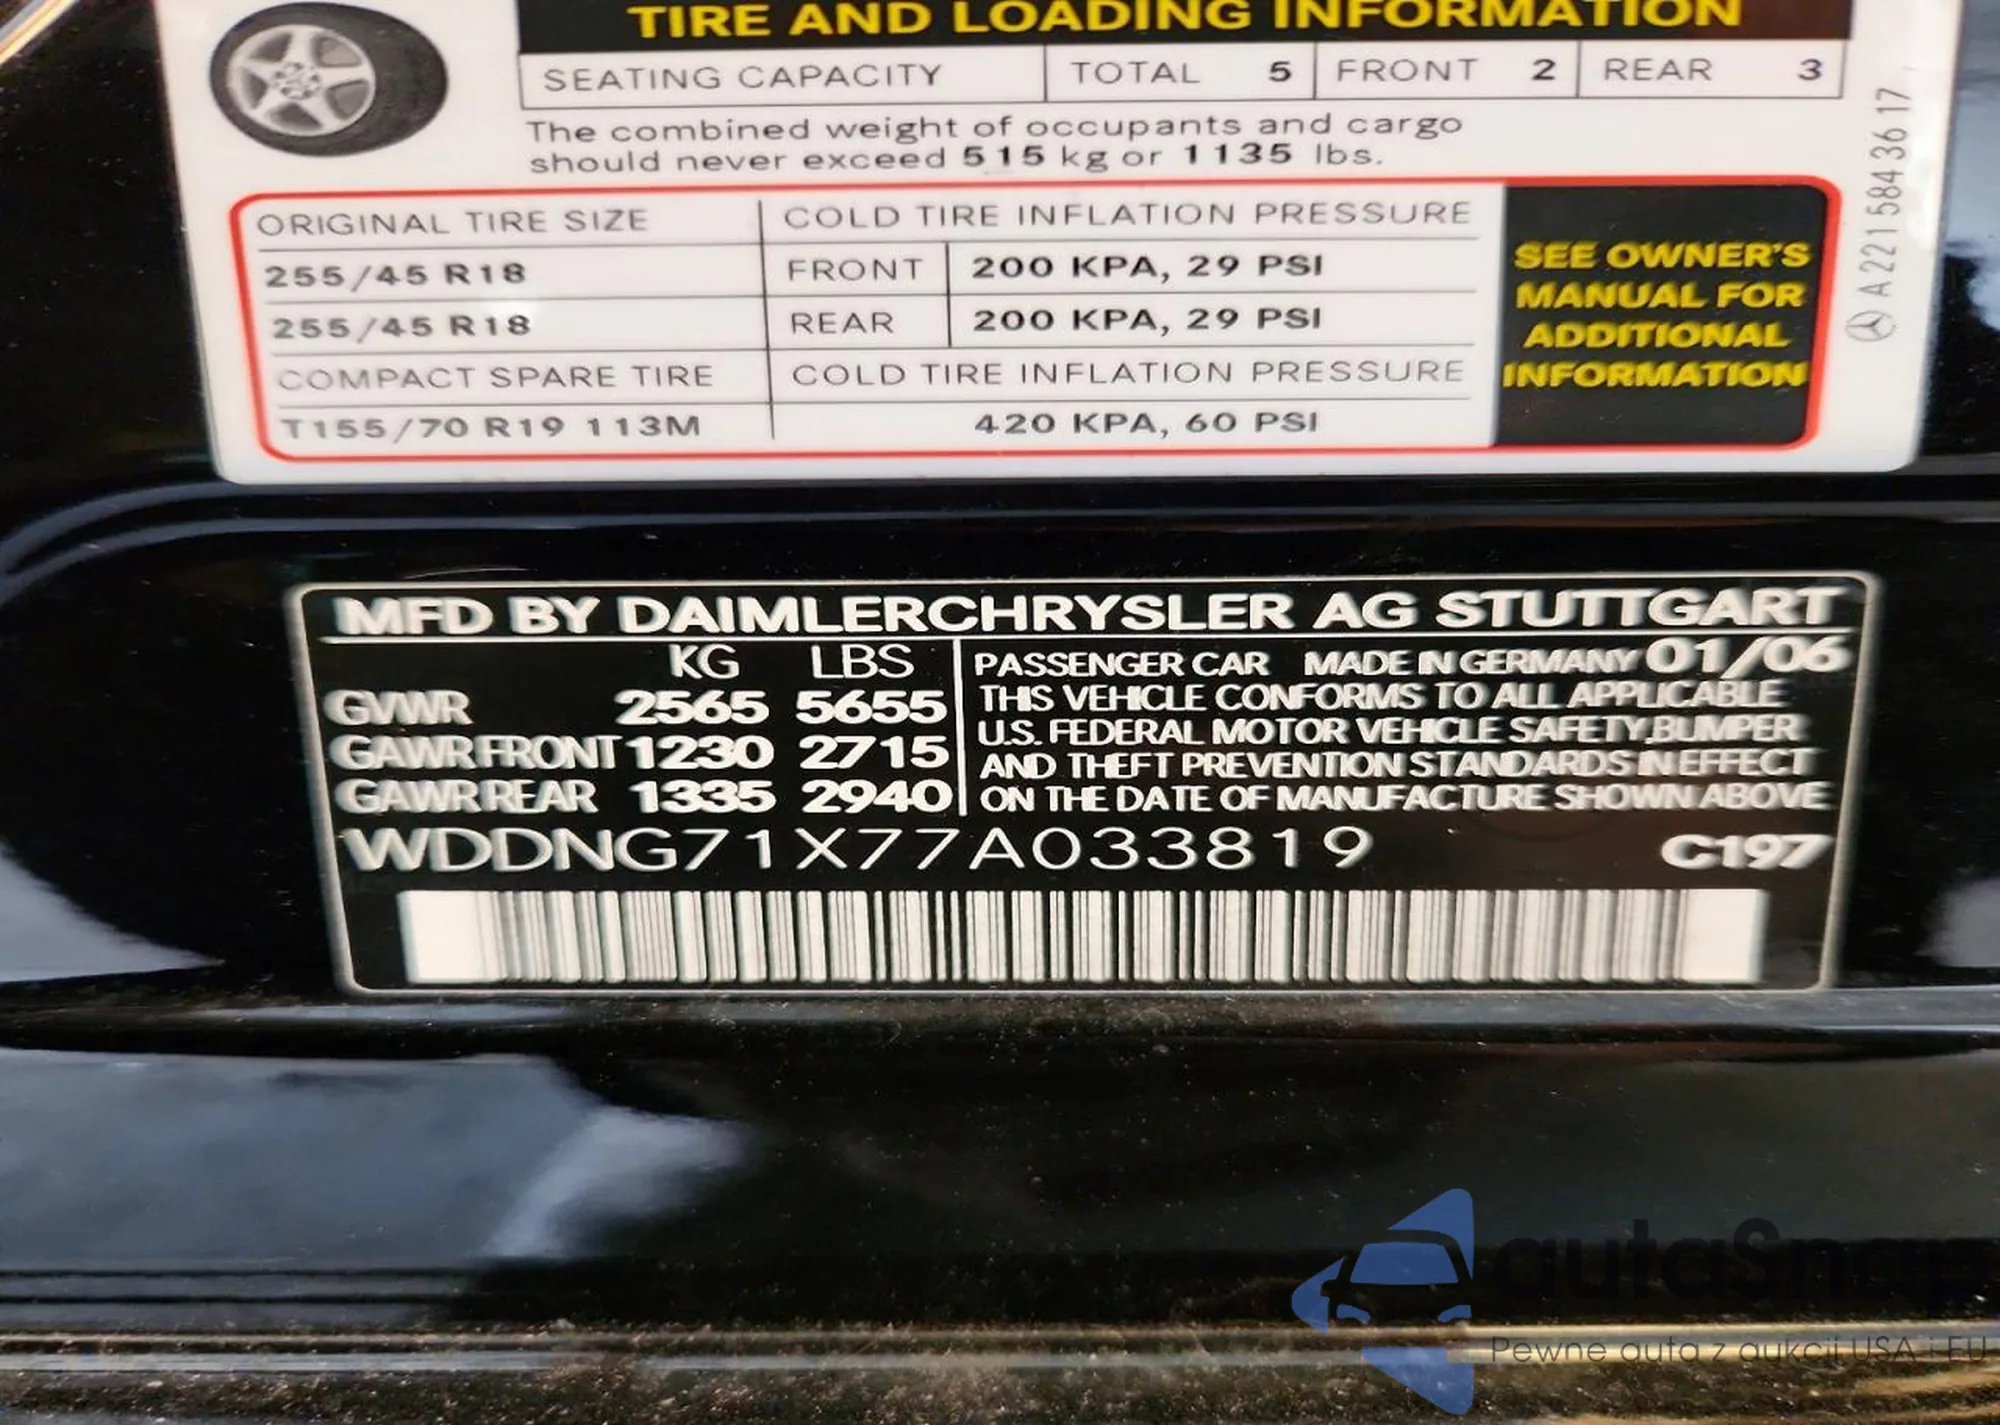 TIRE AND LOADING INFORMATION
SEATING CAPACITY TOTAL 5 FRONT 2 REAR 3
The combined weight of occupants and cargo
should never exceed 515 kg or 1135 lbs.
ORIGINAL TIRE SIZE COLD TIRE INFLATION PRESSURE
255/45 R18 FRONT 200 KPA, 29 PSI
255/45 R18 REAR 200 KPA, 29 PSI
COMPACT SPARE TIRE COLD TIRE INFLATION PRESSURE
T155/70 R19 113M 420 KPA, 60 PSI
SEE OWNER'S
MANUAL FOR
ADDITIONAL
INFORMATION
A 221 584 36 17
MFD BY DAIMLERCHRYSLER AG STUTTGART
KG LBS
GVWR 2565 5655
GAWR FRONT 1230 2715
GAWR REAR 1335 2940
PASSENGER CAR MADE IN GERMANY 01/06
THIS VEHICLE CONFORMS TO ALL APPLICABLE
U.S. FEDERAL MOTOR VEHICLE SAFETY, BUMPER
AND THEFT PREVENTION STANDARDS IN EFFECT
ON THE DATE OF MANUFACTURE SHOWN ABOVE
WDDNG71X77A033819 C197
autaSnap
Pewne auta z aukcji USA i EU